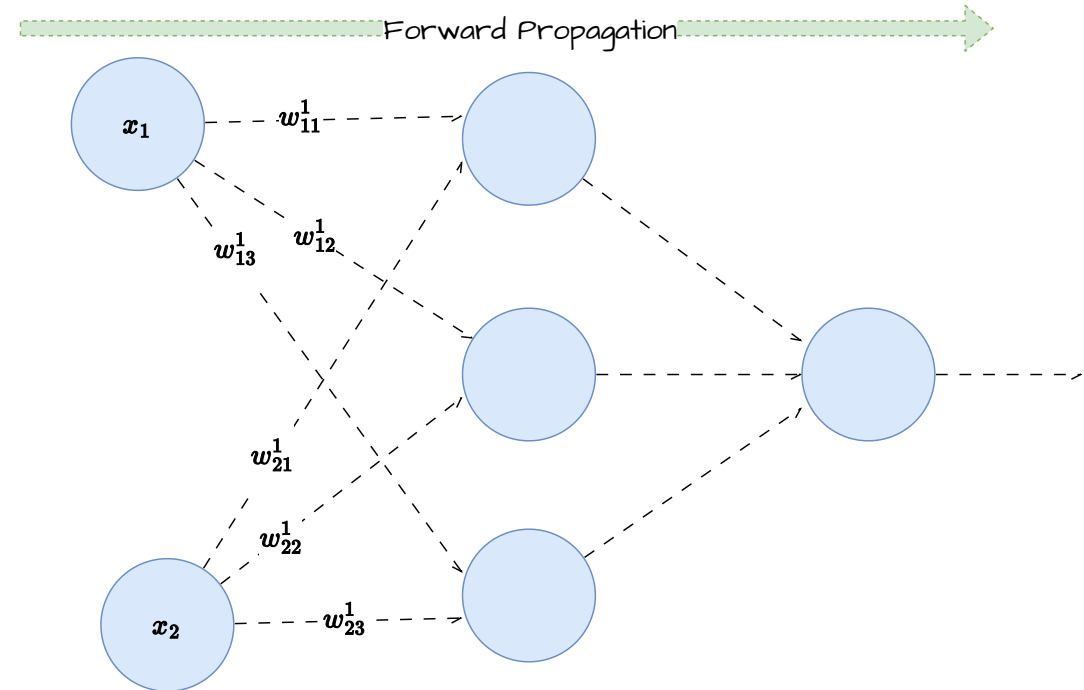 Forward Propagation
x₁
w¹₁₁
w¹₁₂
w¹₁₃
w¹₂₁
w¹₂₂
x₂
w¹₂₃